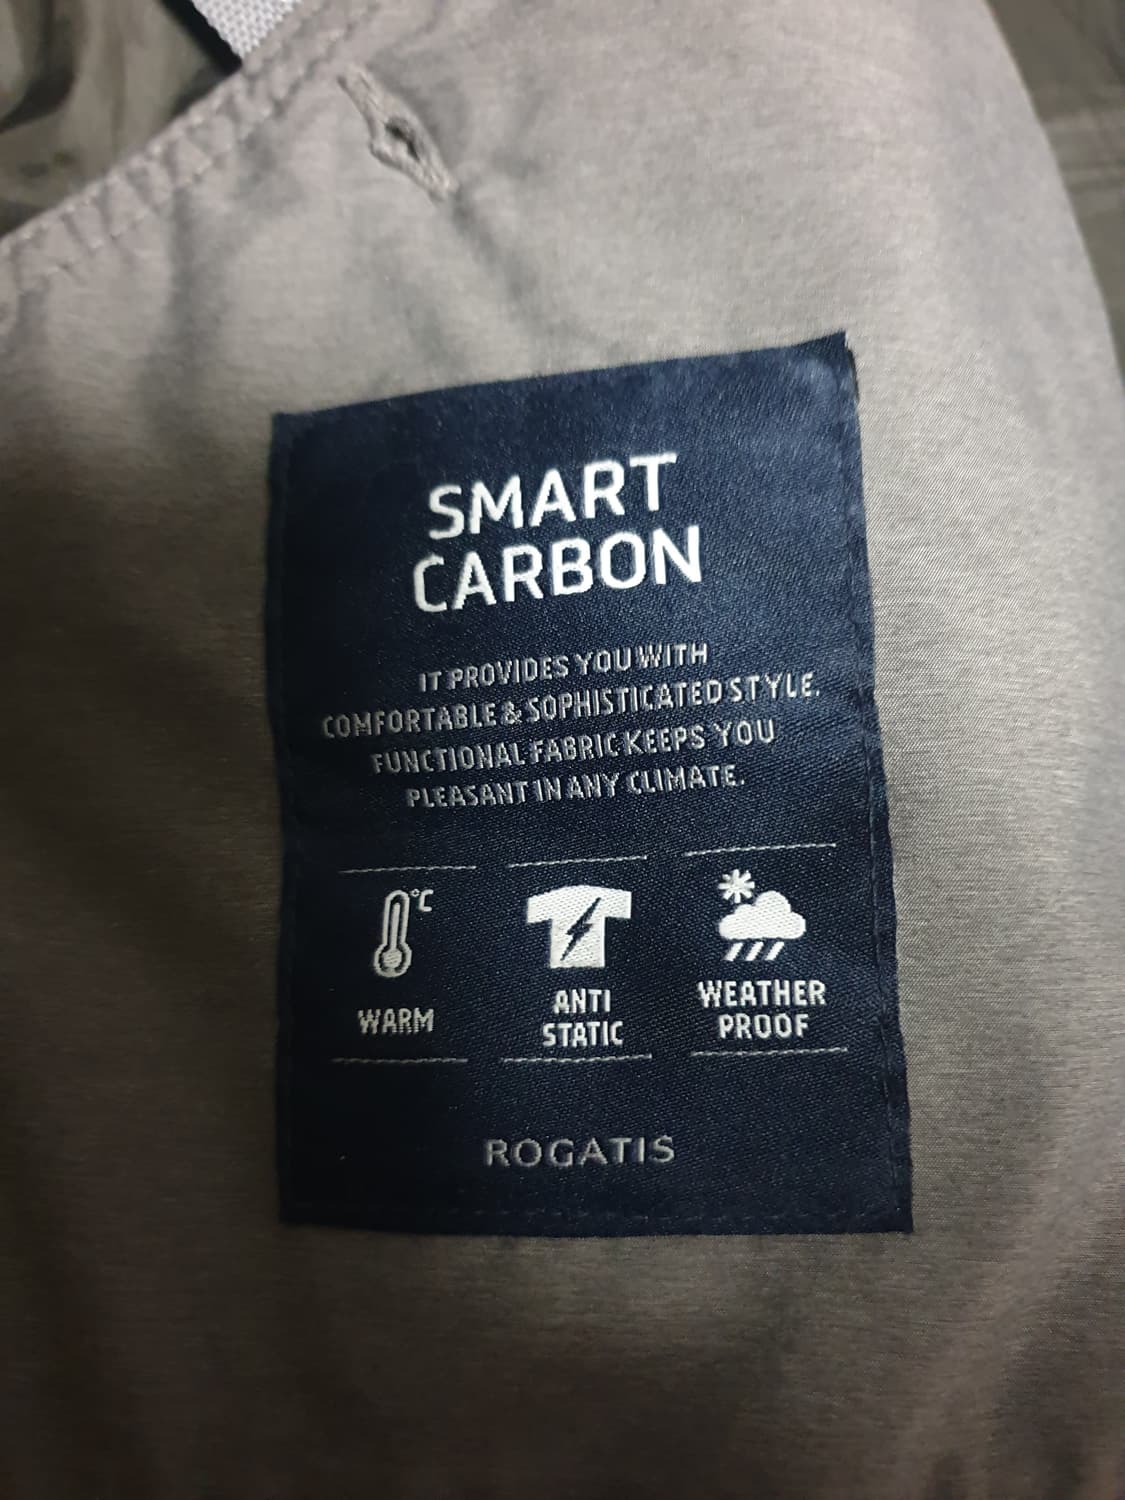 SMART
CARBON
IT PROVIDES YOU WITH
COMFORTABLE & SOPHISTICATED STYLE.
FUNCTIONAL FABRIC KEEPS YOU
PLEASANT IN ANY CLIMATE.
°C
WARM
ANTI
STATIC
WEATHER
PROOF
ROGATIS